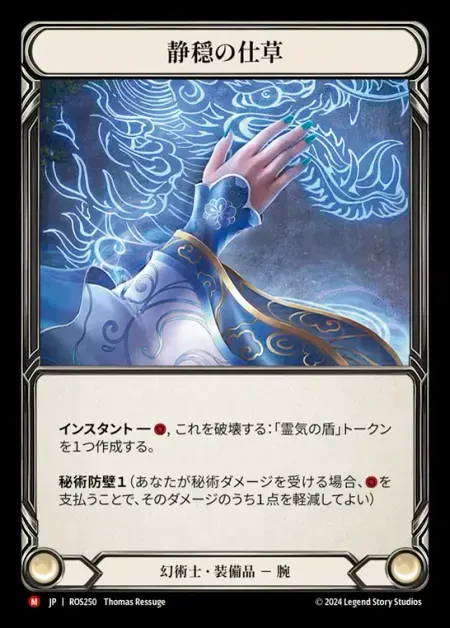 静穏の仕草
インスタント ー , これを破壊する:「霊気の盾」トークン
を1つ作成する。
秘術防壁1(あなたが秘術ダメージを受ける場合、を
支払うことで、そのダメージのうち1点を軽減してよい)
幻術士・装備品 － 腕
M JP | ROS250 Thomas Ressuge
© 2024 Legend Story Studios